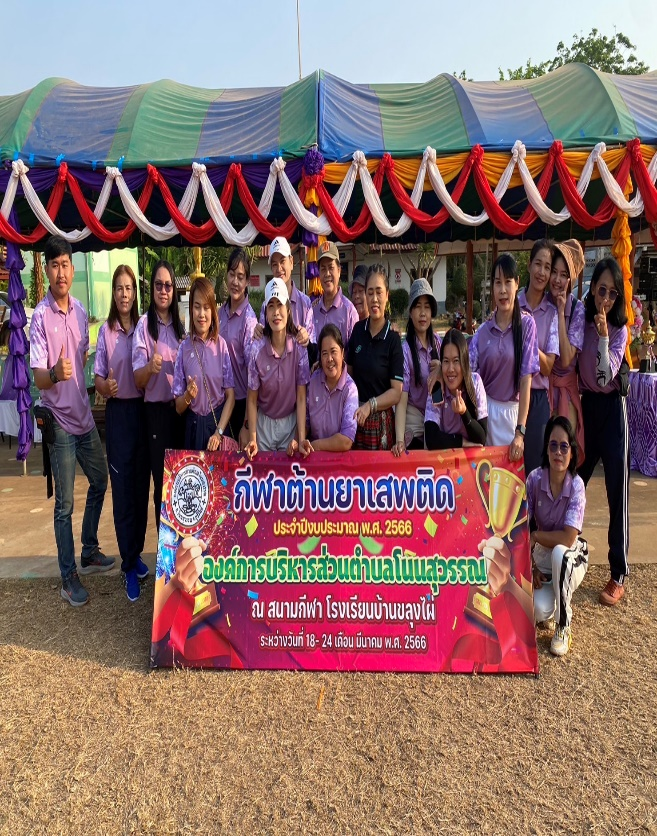 กีฬาต้านยาเสพติด
ประจำปีงบประมาณ พ.ศ. 2566
องค์การบริหารส่วนตำบลโนนสุวรรณ
ณ สนามกีฬา โรงเรียนบ้านขลุงไผ่
ระหว่างวันที่ 18- 24 เดือน มีนาคม พ.ศ. 2566